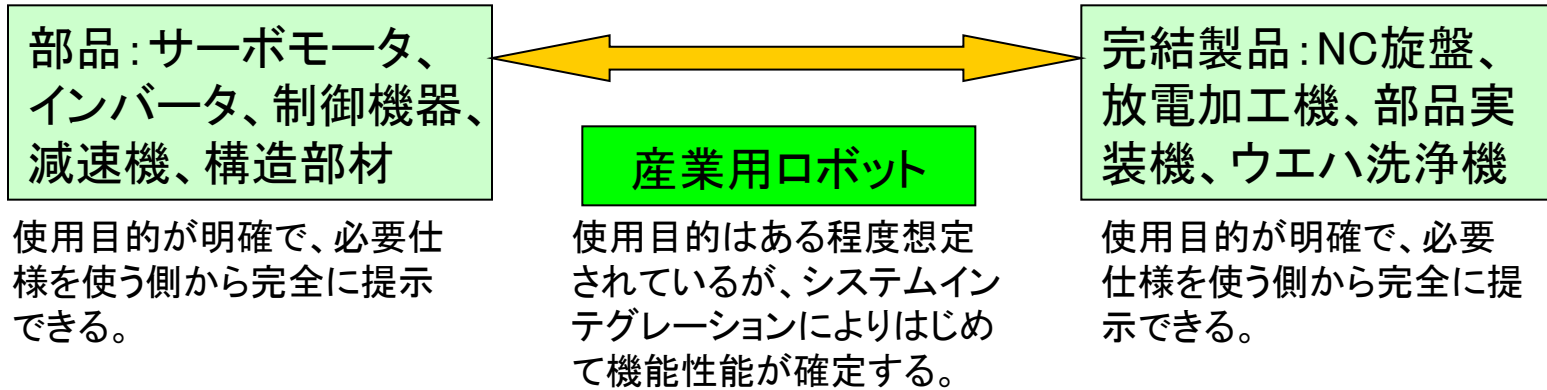 部品:サーボモータ、
インバータ、制御機器、
減速機、構造部材
使用目的が明確で、必要仕
様を使う側から完全に提示
できる。
産業用ロボット
使用目的はある程度想定
されているが、システムイン
テグレーションによりはじめ
て機能性能が確定する。
完結製品:NC旋盤、
放電加工機、部品実
装機、ウエハ洗浄機
使用目的が明確で、必要
仕様を使う側から完全に提
示できる。